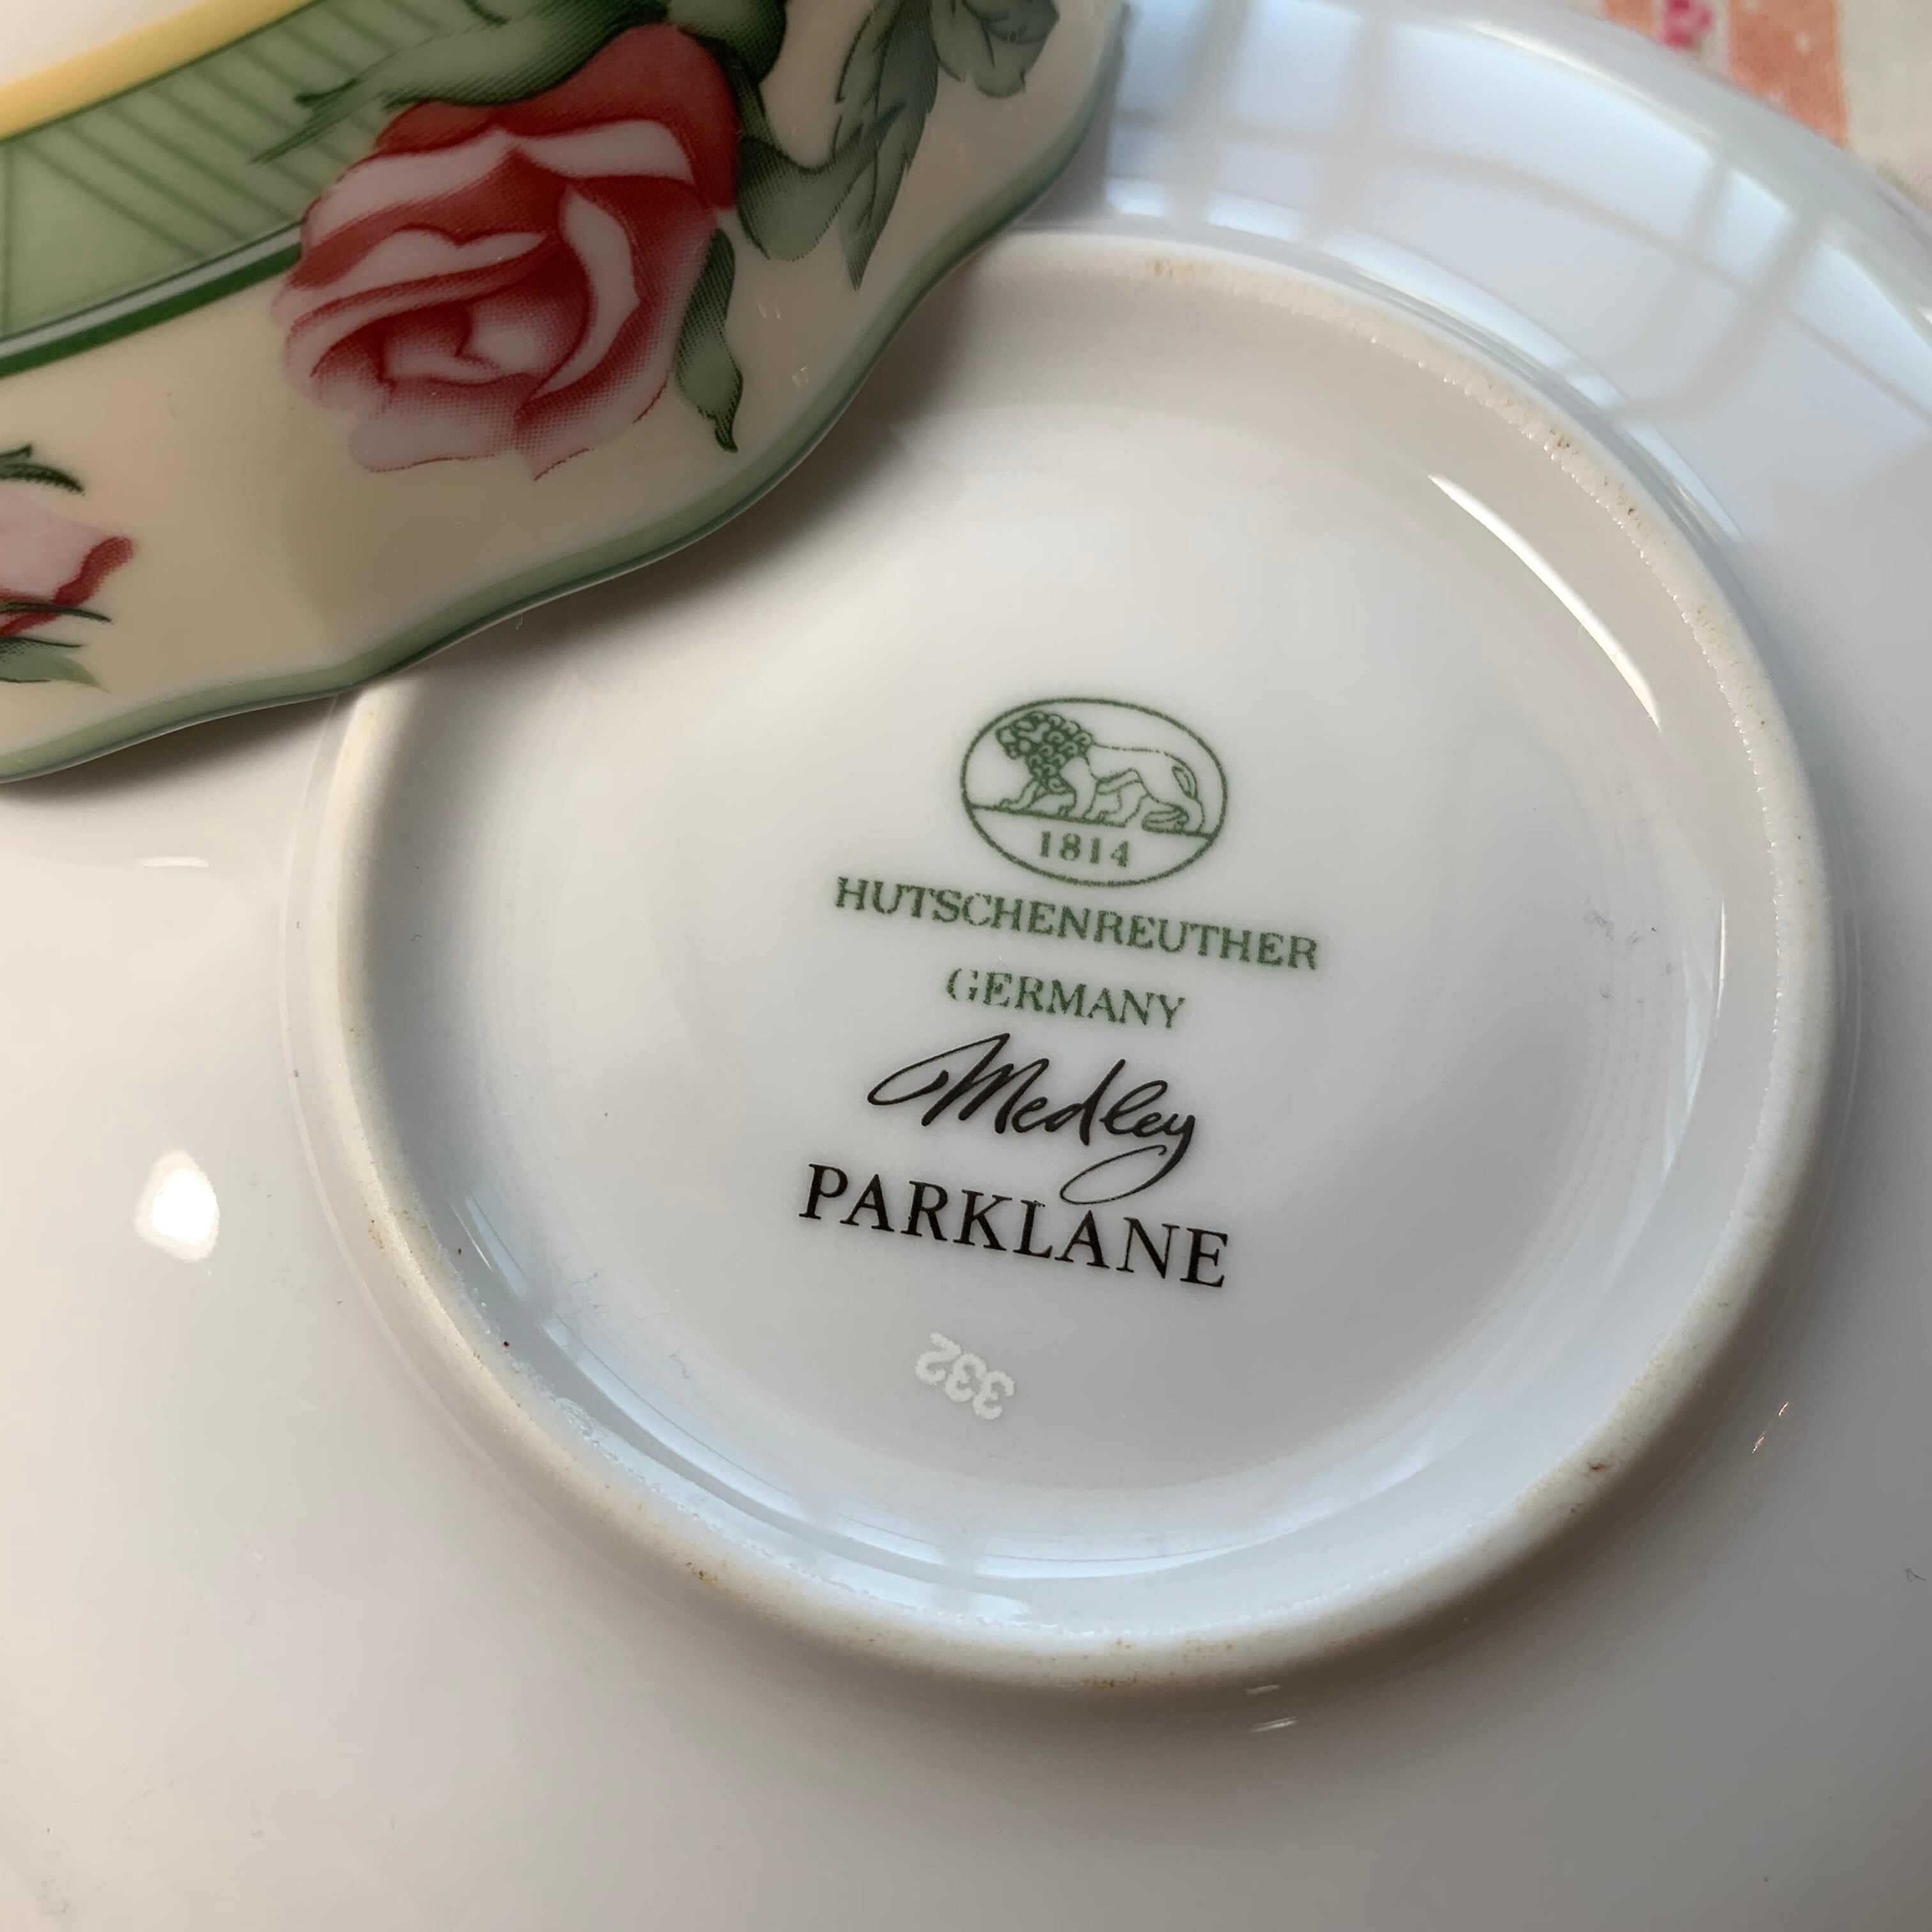 1814
HUTSCHENREUTHER
GERMANY
Medley
PARKLANE
332